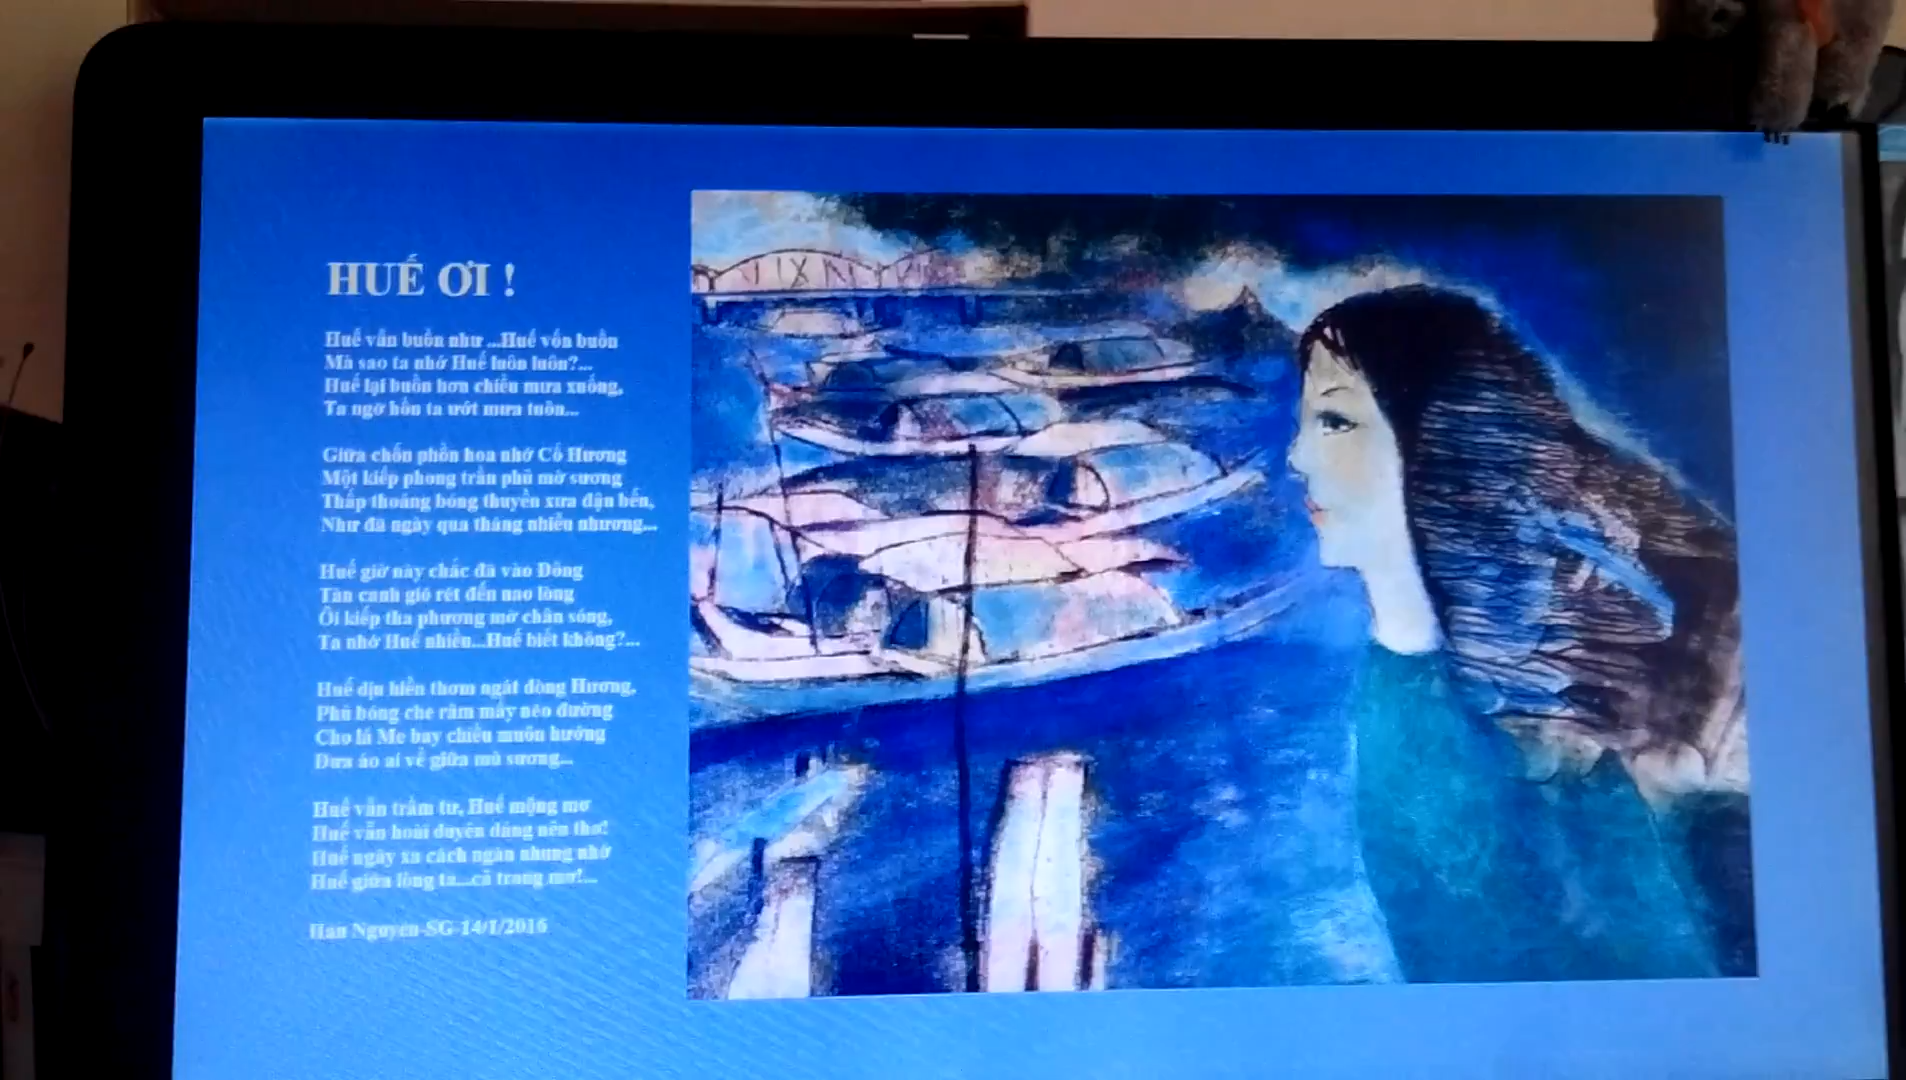 HUẾ ƠI !
Huế vẫn buồn như ...Huế vốn buồn
Mà sao ta nhớ Huế luôn luôn?...
Huế lại buồn hơn chiều mưa xuống,
Ta ngỡ hồn ta ướt mưa tuôn...
Giữa chốn phồn hoa nhớ Cố Hương
Một kiếp phong trần phủ mờ sương
Thấp thoáng bóng thuyền xưa đậu bến,
Như đã ngày qua tháng nhiễu nhương...
Huế giờ này chắc đã vào Đông
Tàn canh gió rét đến nao lòng
Ôi kiếp tha phương mờ chân sóng,
Ta nhớ Huế nhiều...Huế biết không?...
Huế dịu hiền thơm ngát dòng Hương,
Phủ bóng che râm mấy nẻo đường
Cho lá Me bay chiều muôn hướng
Đưa áo ai về giữa mù sương...
Huế vẫn trầm tư, Huế mộng mơ
Huế vẫn hoài duyên dáng nên thơ!
Huế ngày xa cách ngàn nhung nhớ
Huế giữa lòng ta...cả trong mơ!...
Hàn Nguyên-SG-14/1/2016